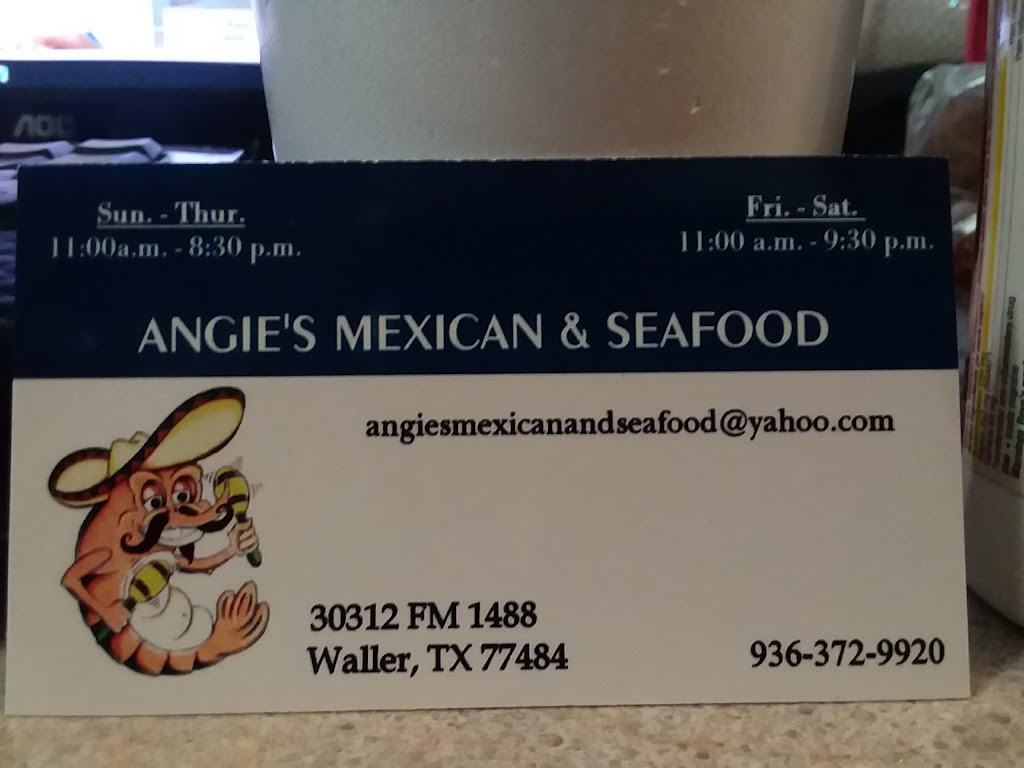 AOC
Sun. - Thur.
11:00a.m. - 8:30 p.m.
Fri. - Sat.
11:00 a.m. - 9:30 p.m.
ANGIE'S MEXICAN & SEAFOOD
angiesmexicanandseafood@yahoo.com
30312 FM 1488
Waller, TX 77484
936-372-9920